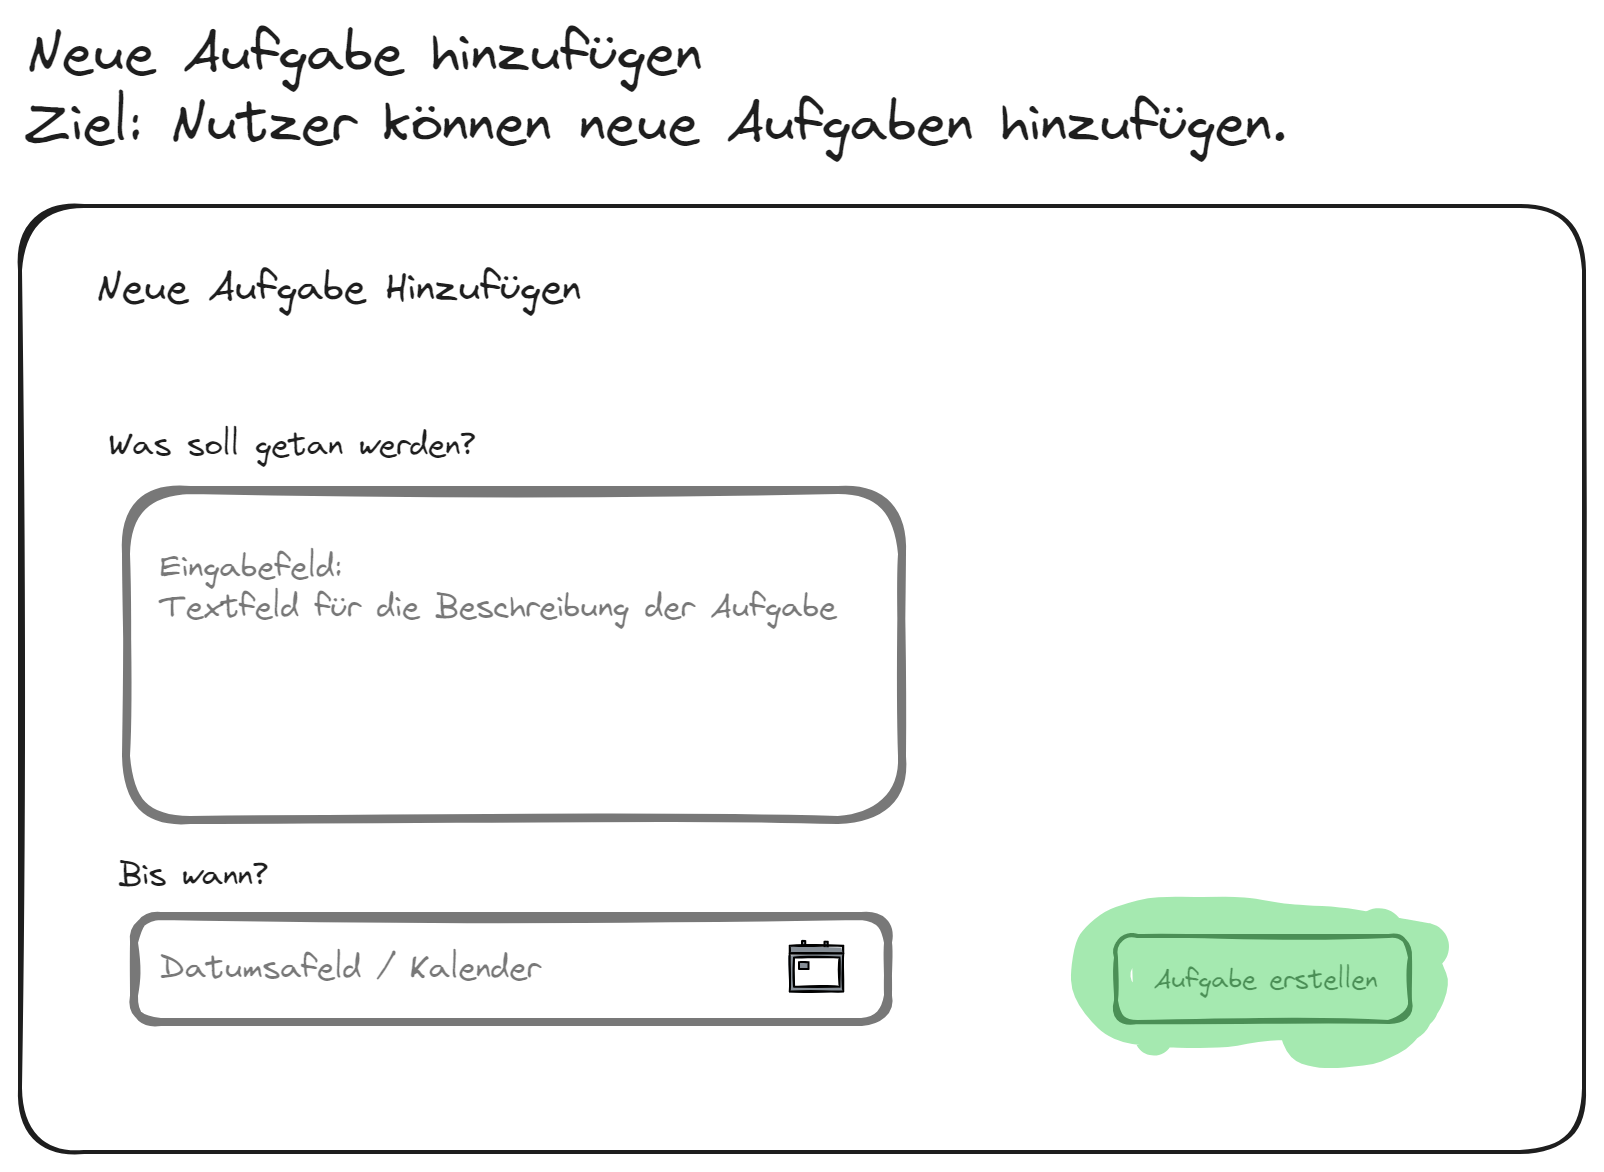 Neue Aufgabe hinzufügen
Ziel: Nutzer können neue Aufgaben hinzufügen.
Neue Aufgabe Hinzufügen
Was soll getan werden?
Eingabefeld:
Textfeld für die Beschreibung der Aufgabe
Bis wann?
Datumsafeld / Kalender
Aufgabe erstellen